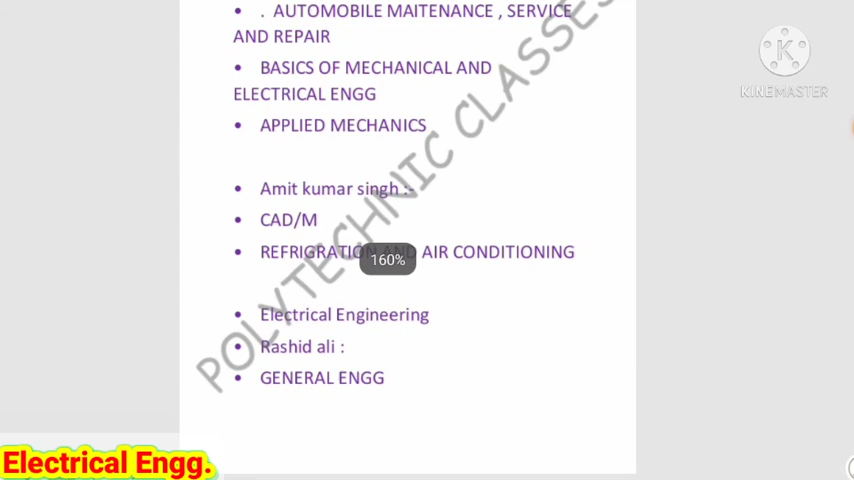 • . AUTOMOBILE MAITENANCE , SERVICE
AND REPAIR
• BASICS OF MECHANICAL AND
ELECTRICAL ENGG
• APPLIED MECHANICS
• Amit kumar singh :-
• CAD/M
• REFRIGRATION AND AIR CONDITIONING
160%
• Electrical Engineering
• Rashid ali :
• GENERAL ENGG
POLYTECHNIC CLASSES
KINEMASTER
Electrical Engg.